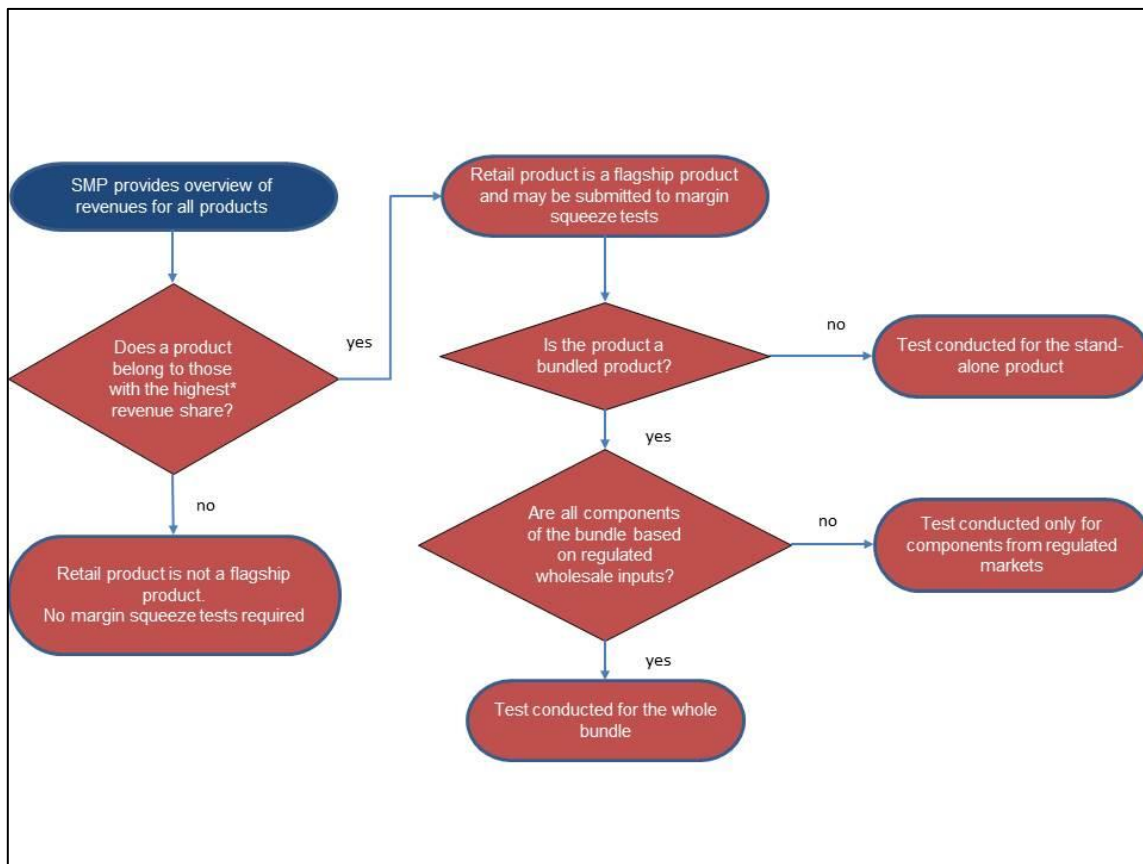 SMP provides overview of
revenues for all products
Does a product
belong to those
with the highest*
revenue share?
yes
no
Retail product is not a flagship
product.
No margin squeeze tests required
Retail product is a flagship product
and may be submitted to margin
squeeze tests
Is the product a
bundled product?
no
Test conducted for the stand-
alone product
yes
Are all components
of the bundle based
on regulated
wholesale inputs?
no
Test conducted only for
components from regulated
markets
yes
Test conducted for the whole
bundle